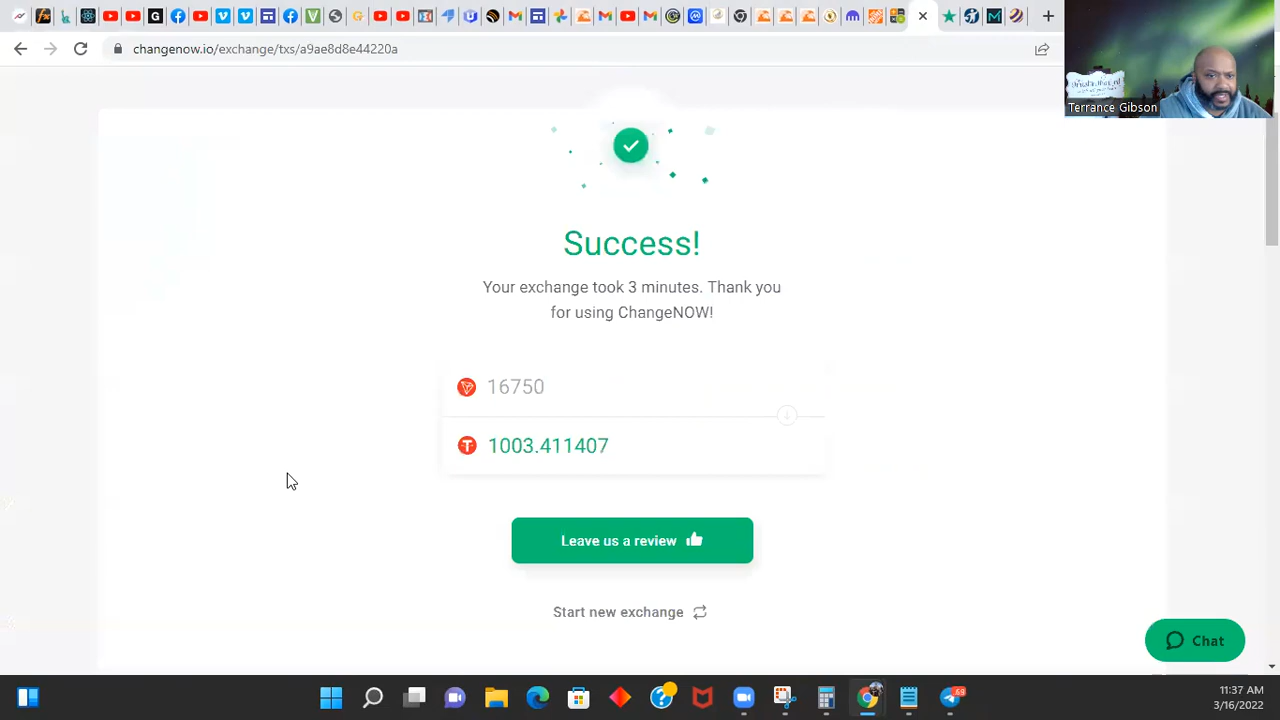 changenow.io/exchange/txs/a9ae8d8e44220a
Terrance Gibson
Success!
Your exchange took 3 minutes. Thank you
for using ChangeNOW!
16750
1003.411407
Leave us a review
Start new exchange
Chat
69
11:37 AM
3/16/2022